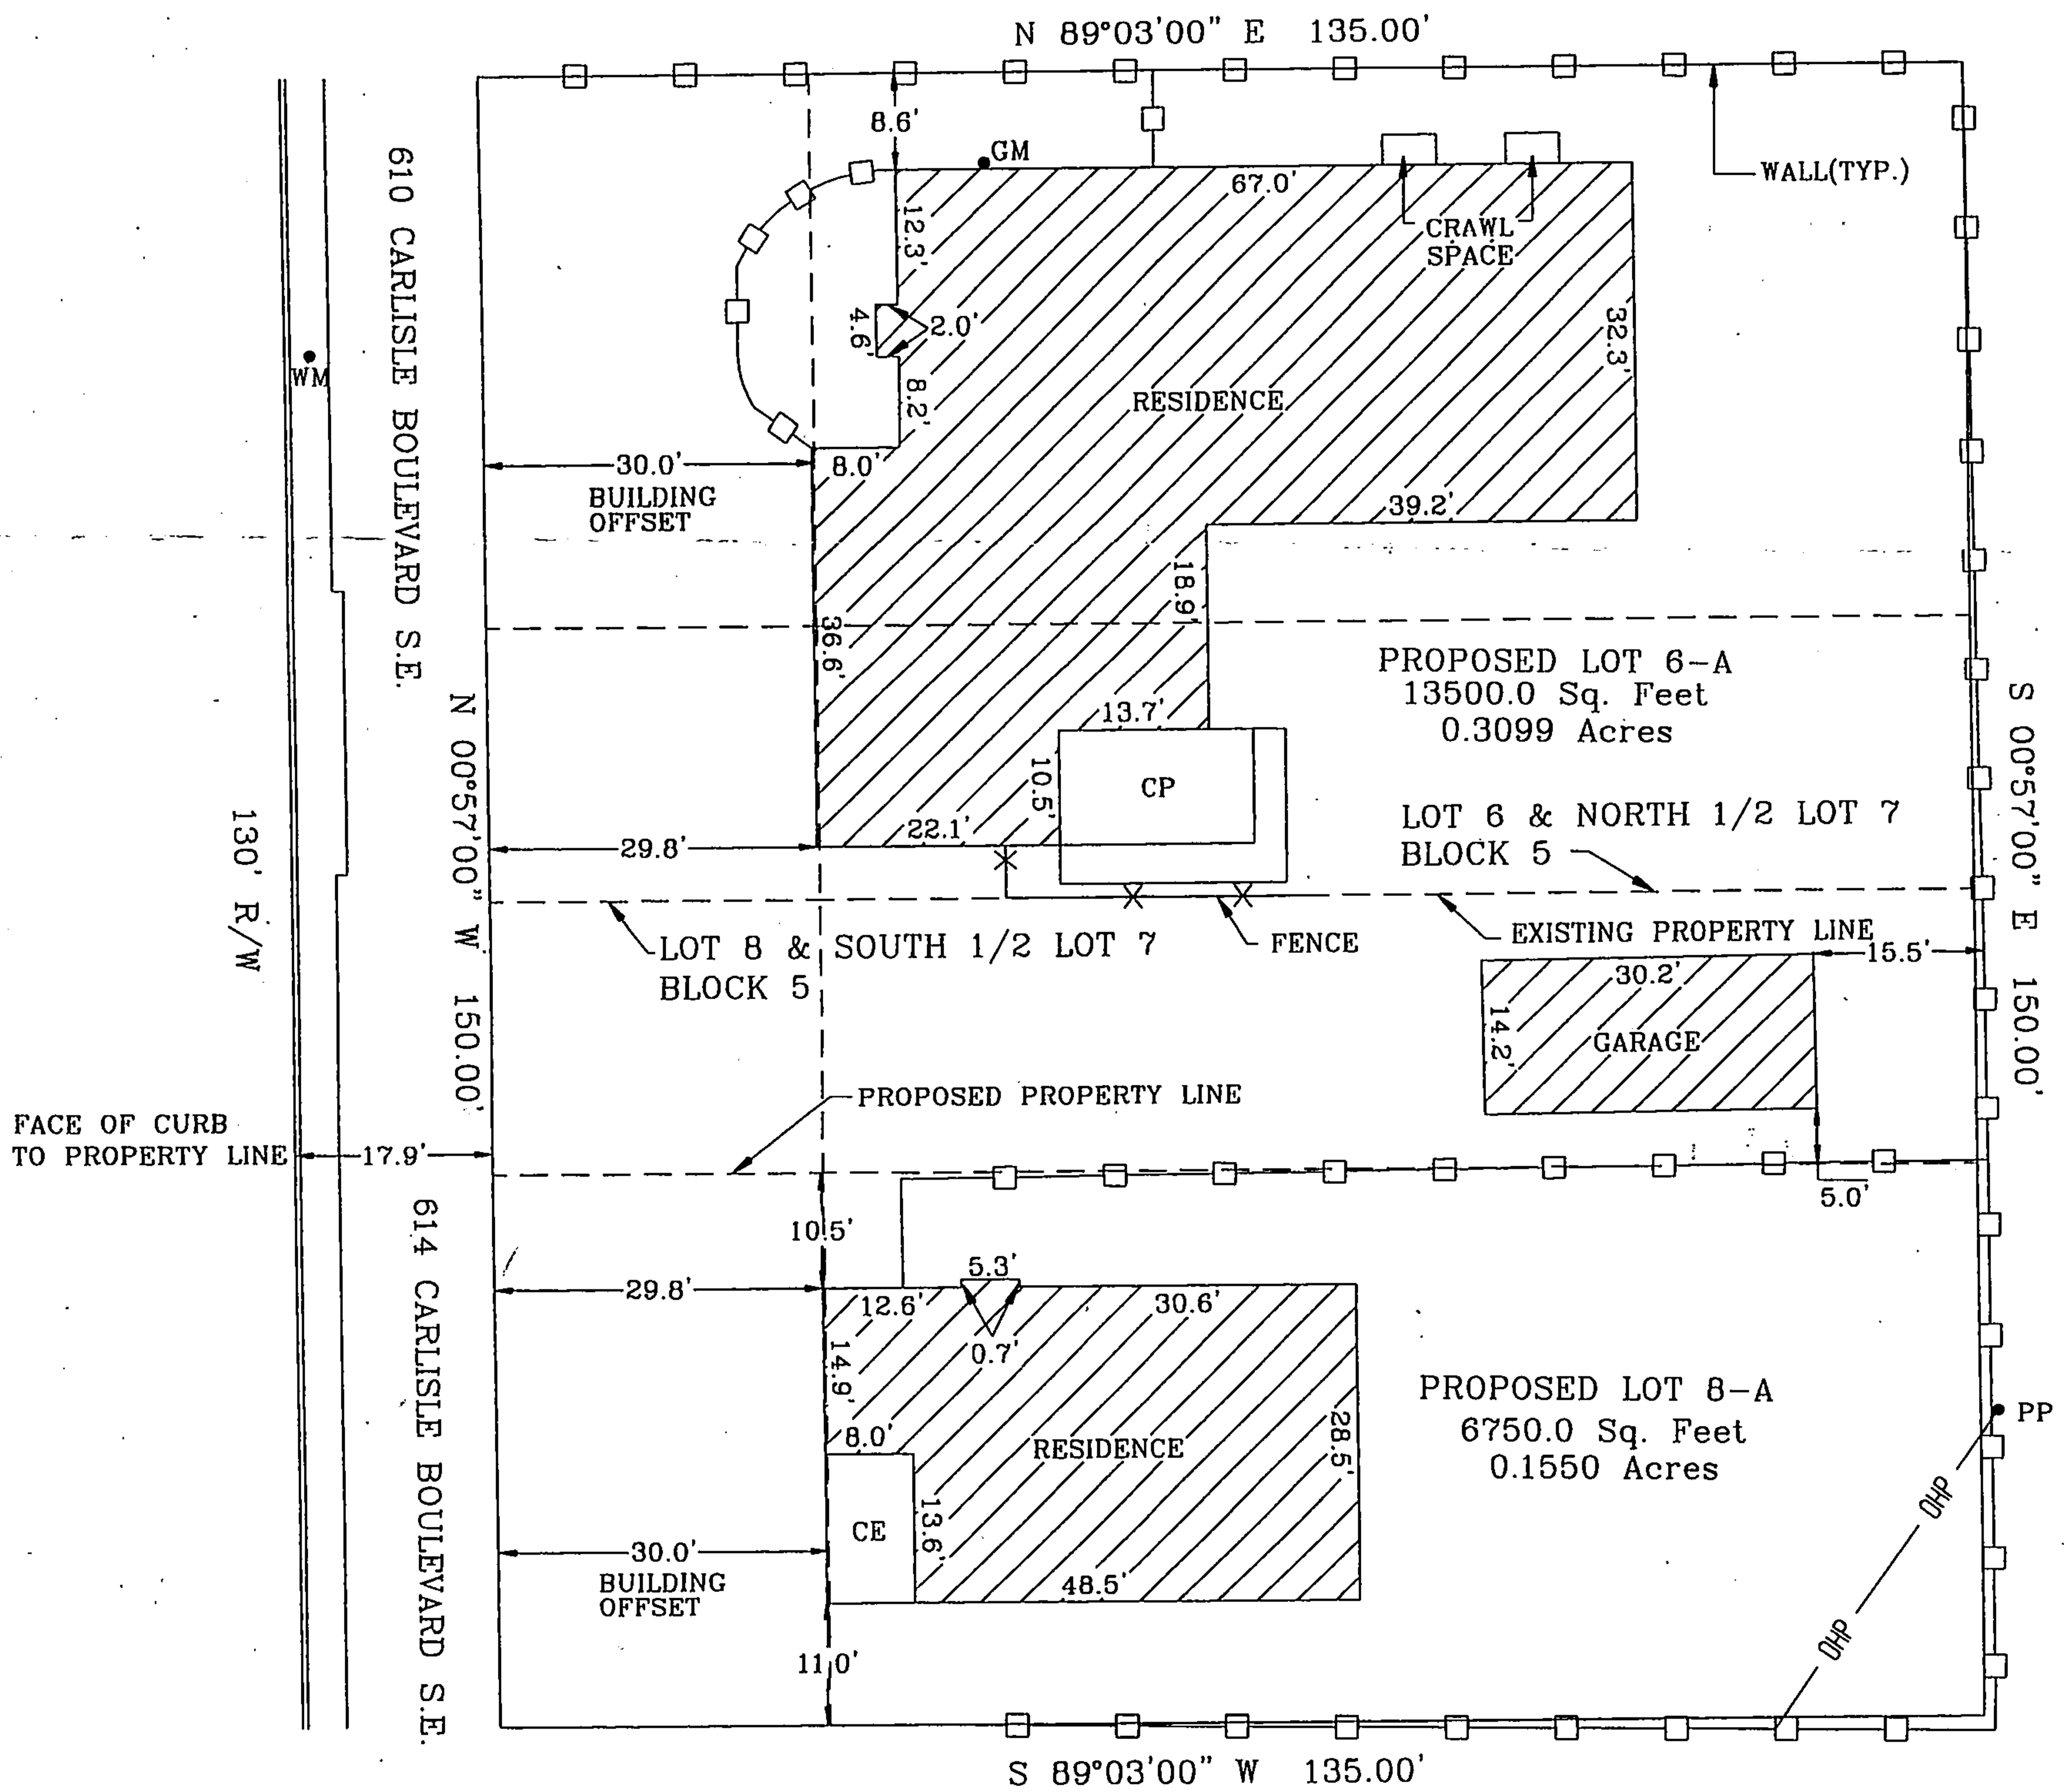 N 89°03'00" E 135.00'
8.6'
GM
WALL(TYP.)
67.0'
CRAWL
SPACE
12.3'
4.6'
2.0'
8.2'
32.3'
WM
610 CARLISLE BOULEVARD S.E.
RESIDENCE
30.0'
BUILDING
OFFSET
8.0'
39.2'
18.9'
36.6'
PROPOSED LOT 6-A
13500.0 Sq. Feet
0.3099 Acres
13.7'
10.5'
CP
22.1'
29.8'
LOT 6 & NORTH 1/2 LOT 7
BLOCK 5
N 00°57'00" W 150.00'
S 00°57'00" E 150.00'
130' R/W
LOT 8 & SOUTH 1/2 LOT 7
BLOCK 5
FENCE
EXISTING PROPERTY LINE
15.5'
30.2'
14.2'
GARAGE
PROPOSED PROPERTY LINE
FACE OF CURB
TO PROPERTY LINE
17.9'
5.0'
10.5'
614 CARLISLE BOULEVARD S.E.
29.8'
5.3'
12.6'
30.6'
0.7'
14.9'
8.0'
RESIDENCE
28.5'
PROPOSED LOT 8-A
6750.0 Sq. Feet
0.1550 Acres
PP
OHP
OHP
CE
13.6'
30.0'
BUILDING
OFFSET
48.5'
11.0'
S 89°03'00" W 135.00'